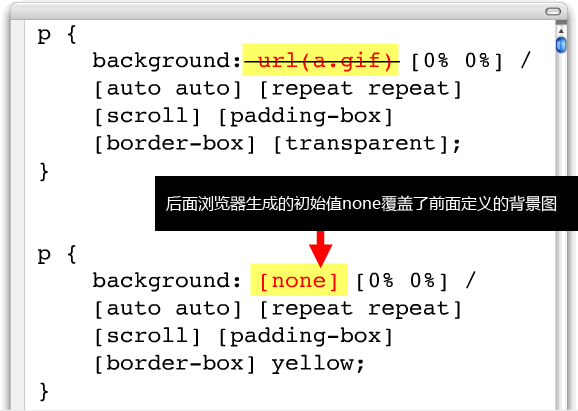 p {
background: url(a.gif) [0% 0%] /
[auto auto] [repeat repeat]
[scroll] [padding-box]
[border-box] [transparent];
}
后面浏览器生成的初始值none覆盖了前面定义的背景图
p {
background: [none] [0% 0%] /
[auto auto] [repeat repeat]
[scroll] [padding-box]
[border-box] yellow;
}